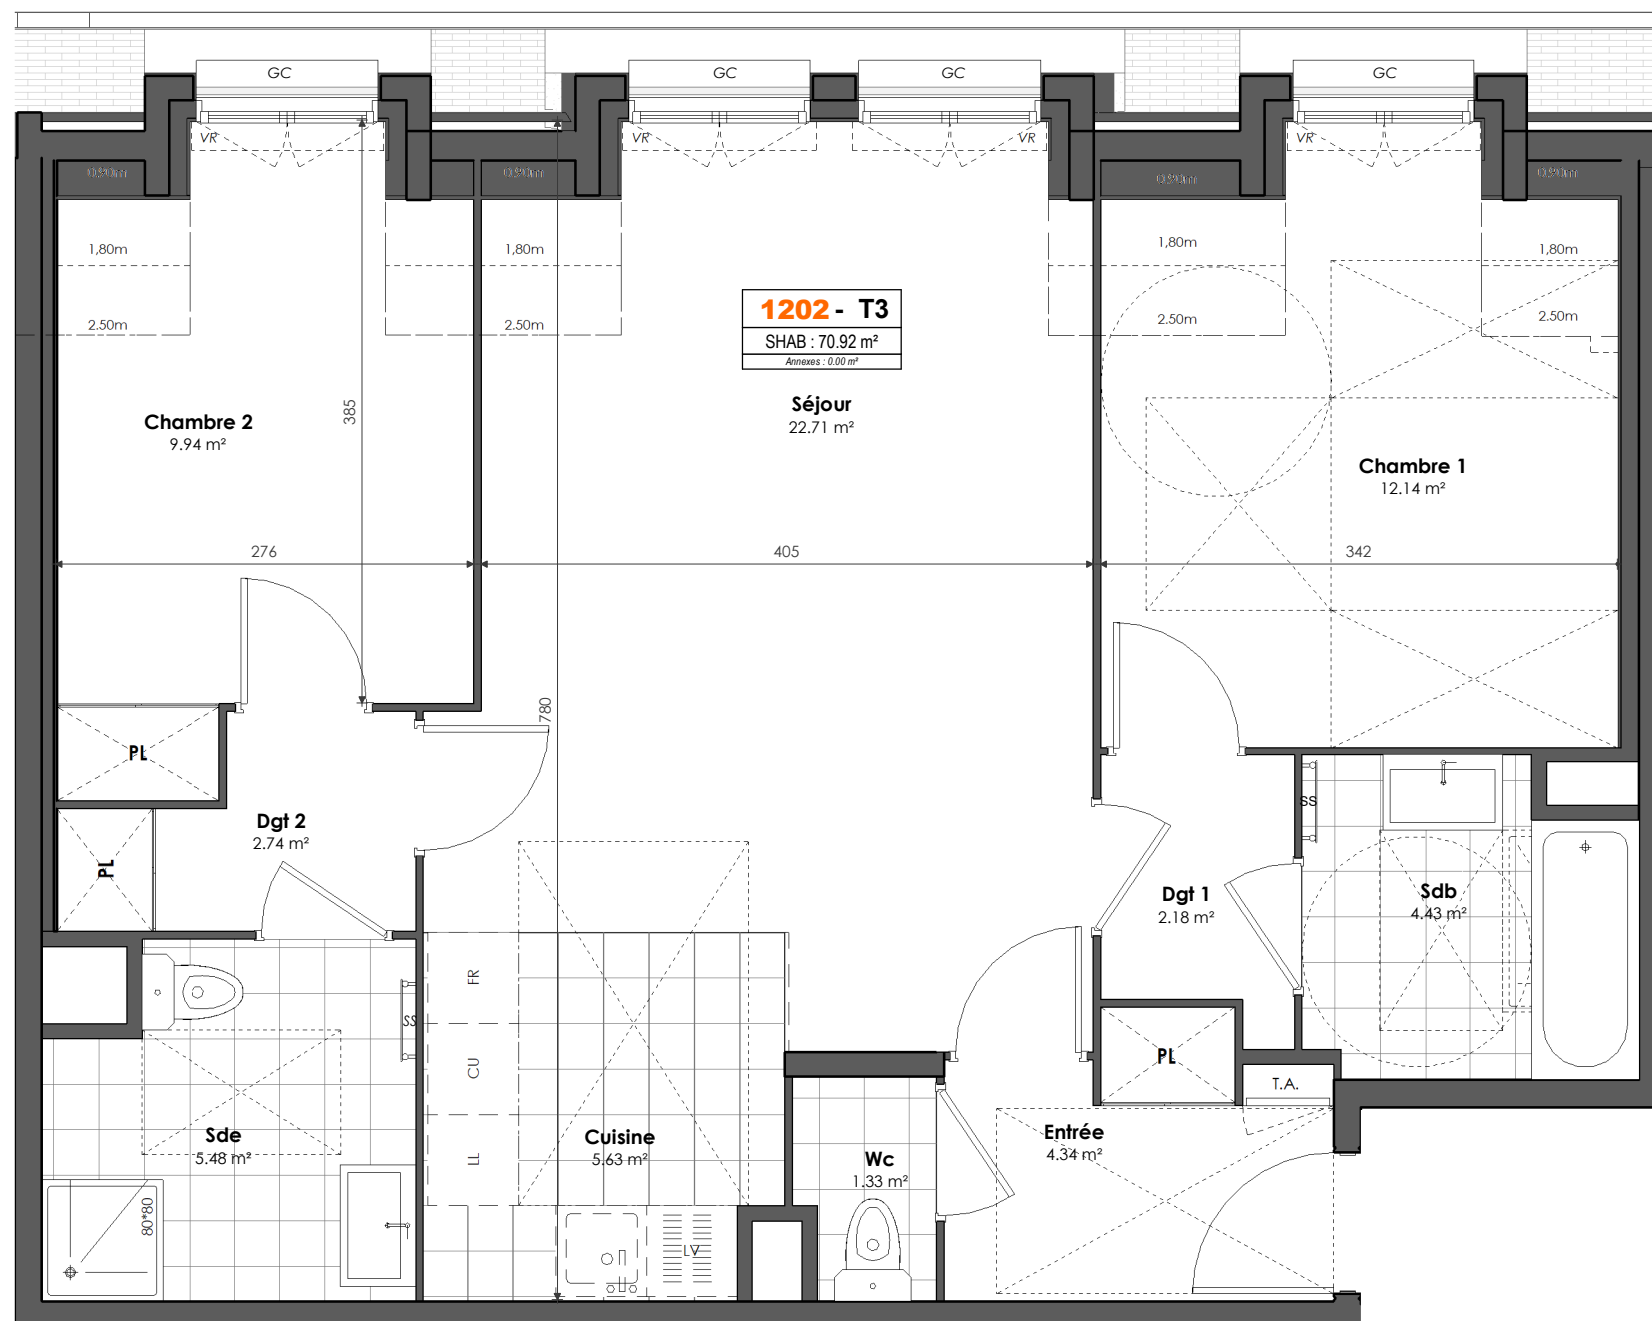 GC
GC
GC
GC
VR
VR
VR
VR
0,90m
0,90m
0,90m
0,90m
1,80m
1,80m
1,80m
1,80m
2.50m
2.50m
2.50m
2.50m
1202 - T3
SHAB : 70.92 m²
Annexes : 0.00 m²
Séjour
22.71 m²
Chambre 2
9.94 m²
385
Chambre 1
12.14 m²
276
405
342
780
PL
PL
Dgt 2
2.74 m²
SS
Dgt 1
2.18 m²
Sdb
4.43 m²
FR
CU
LL
SS
PL
T.A.
Sde
5.48 m²
Cuisine
5.63 m²
Wc
1.33 m²
Entrée
4.34 m²
80*80
LV